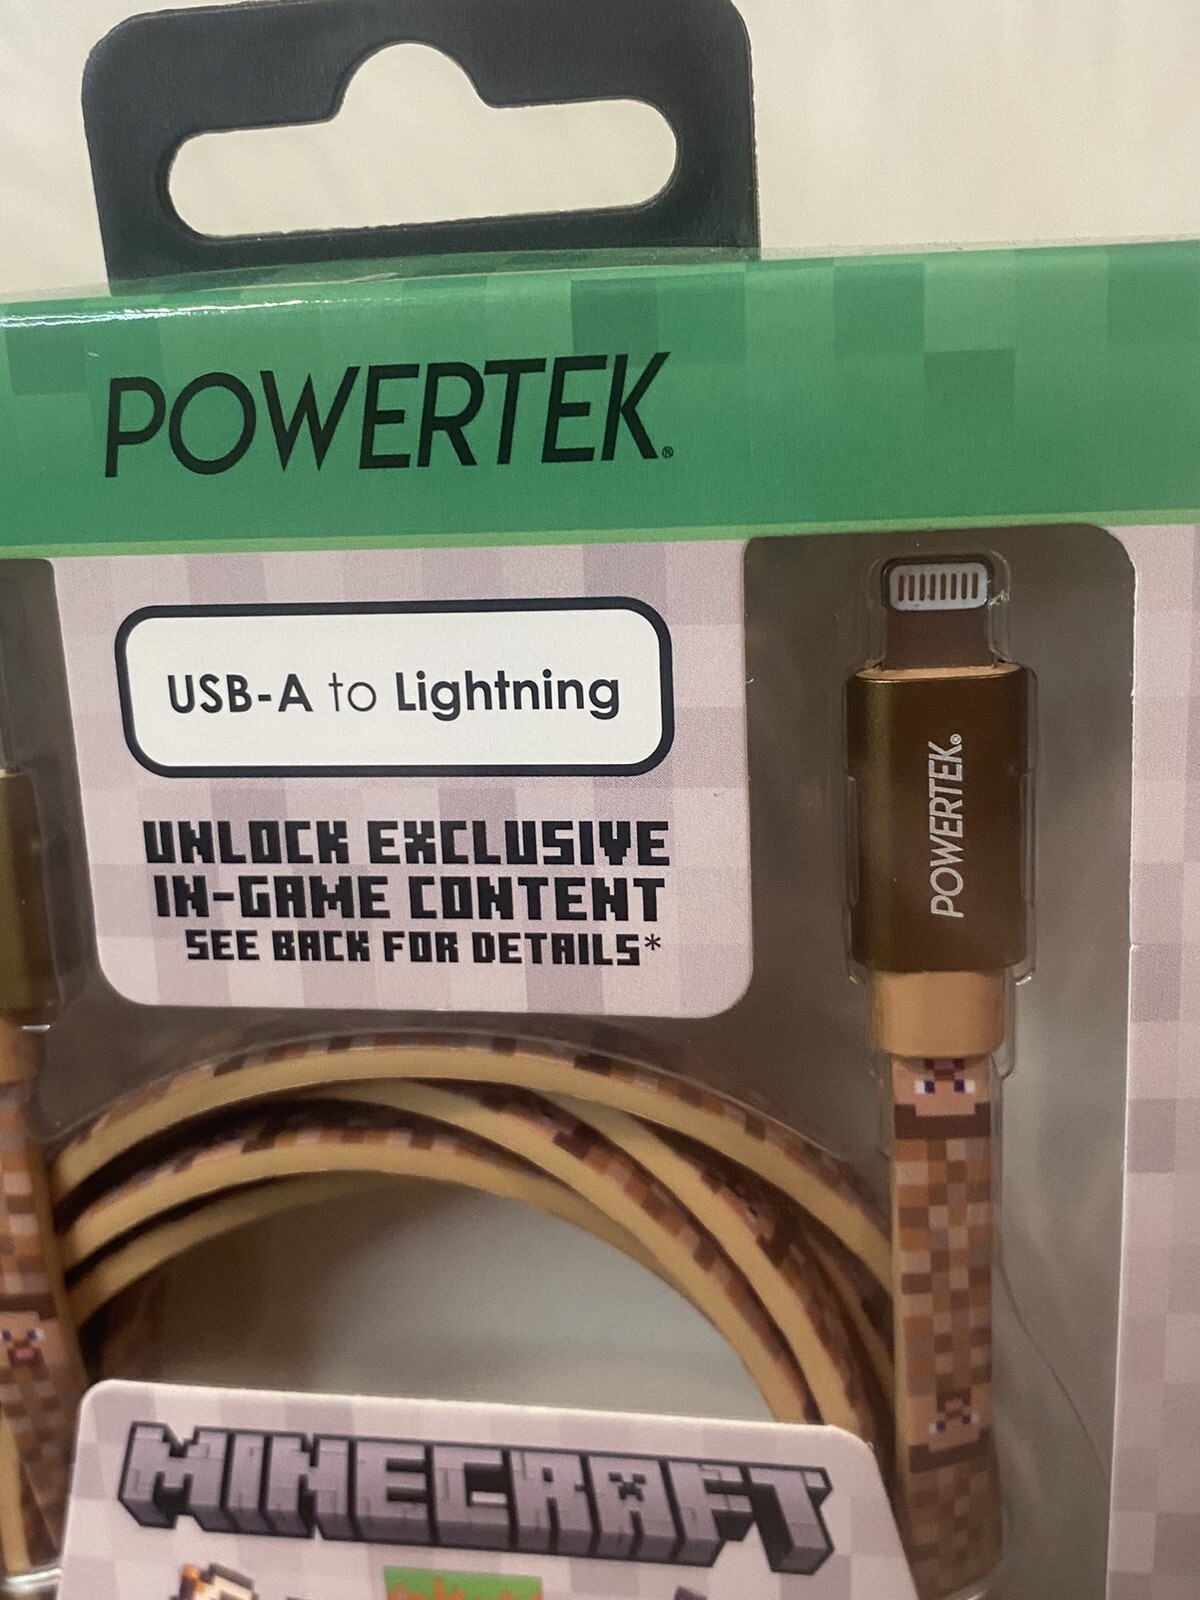 POWERTEK®
USB-A to Lightning
UNLOCK EXCLUSIVE
IN-GAME CONTENT
SEE BACK FOR DETAILS*
POWERTEK®
MINECRAFT